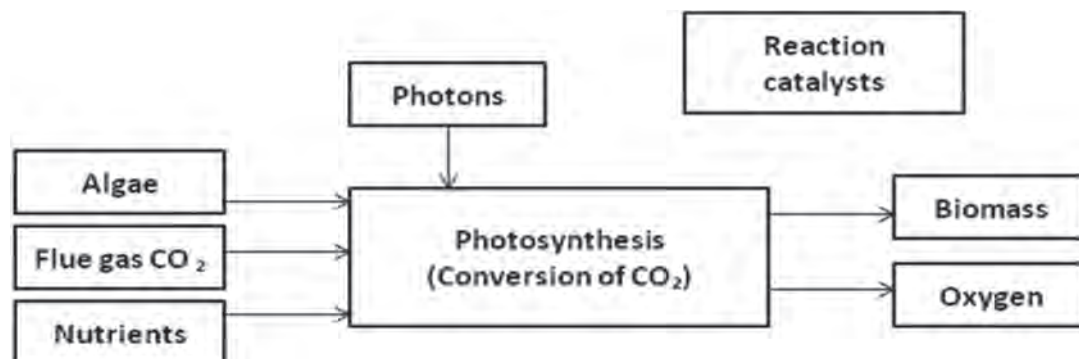 Reaction
catalysts
Photons
Algae
Flue gas CO₂
Nutrients
Photosynthesis
(Conversion of CO₂)
Biomass
Oxygen